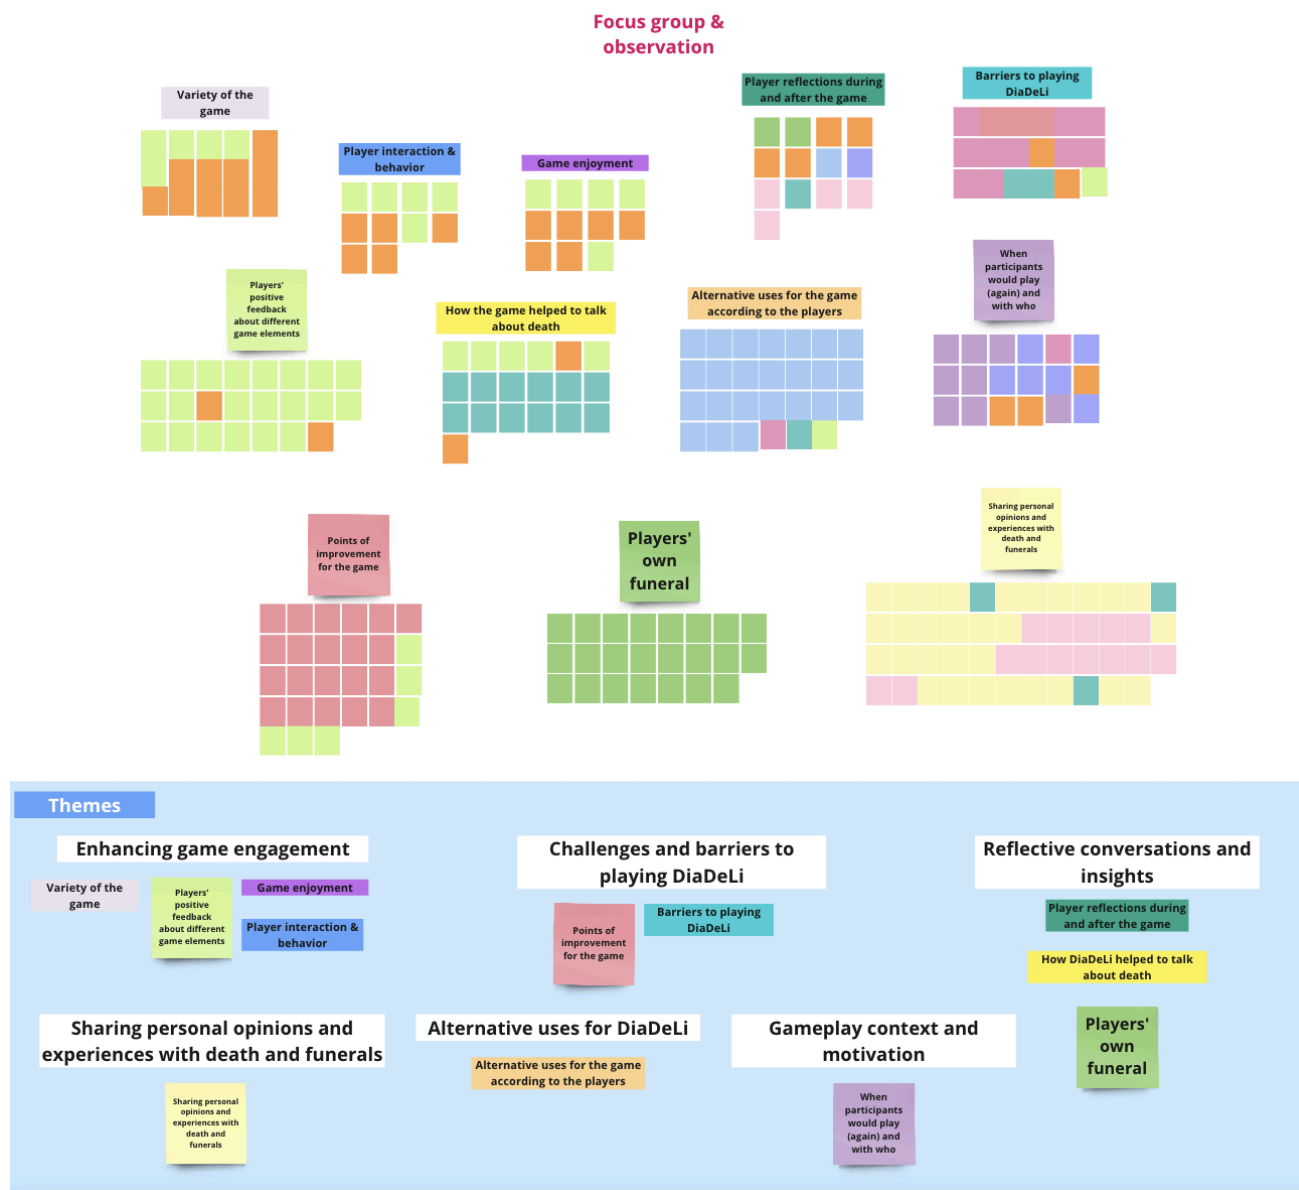 Focus group &
observation
Variety of the
game
Player interaction &
behavior
Game enjoyment
Player reflections during
and after the game
Barriers to playing
DiaDeLi
Players'
positive
feedback
about different
game elements
How the game helped to talk
about death
Alternative uses for the game
according to the players
When
participants
would play
(again) and
with who
Points of
improvement
for the game
Players'
own
funeral
Sharing personal
opinions and
experiences with
death and
funerals
Themes
Enhancing game engagement
Variety of the
game
Players'
positive
feedback
about different
game elements
Game enjoyment
Player interaction &
behavior
Challenges and barriers to
playing DiaDeLi
Points of
improvement
for the game
Barriers to playing
DiaDeLi
Reflective conversations and
insights
Player reflections during
and after the game
How DiaDeLi helped to talk
about death
Players'
own
funeral
Sharing personal opinions and
experiences with death and funerals
Sharing personal
opinions and
experiences with
death and
funerals
Alternative uses for DiaDeLi
Alternative uses for the game
according to the players
Gameplay context and
motivation
When
participants
would play
(again) and
with who